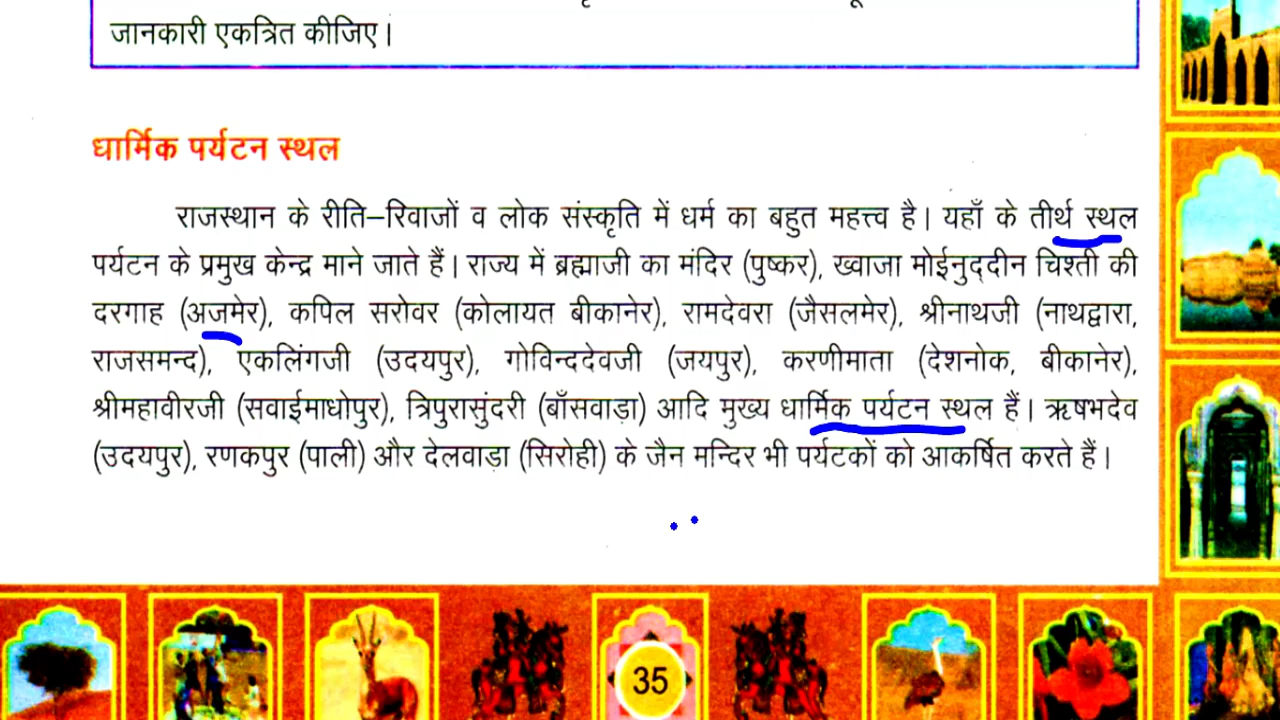 जानकारी एकत्रित कीजिए।
धार्मिक पर्यटन स्थल
राजस्थान के रीति–रिवाजों व लोक संस्कृति में धर्म का बहुत महत्त्व है। यहाँ के तीर्थ स्थल
पर्यटन के प्रमुख केन्द्र माने जाते हैं। राज्य में ब्रह्माजी का मंदिर (पुष्कर), ख्वाजा मोईनुद्दीन चिश्ती की
दरगाह (अजमेर), कपिल सरोवर (कोलायत बीकानेर), रामदेवरा (जैसलमेर), श्रीनाथजी (नाथद्वारा,
राजसमन्द), एकलिंगजी (उदयपुर), गोविन्ददेवजी (जयपुर), करणीमाता (देशनोक, बीकानेर),
श्रीमहावीरजी (सवाईमाधोपुर), त्रिपुरासुंदरी (बाँसवाड़ा) आदि मुख्य धार्मिक पर्यटन स्थल हैं। ऋषभदेव
(उदयपुर), रणकपुर (पाली) और देलवाड़ा (सिरोही) के जैन मन्दिर भी पर्यटकों को आकर्षित करते हैं।
35